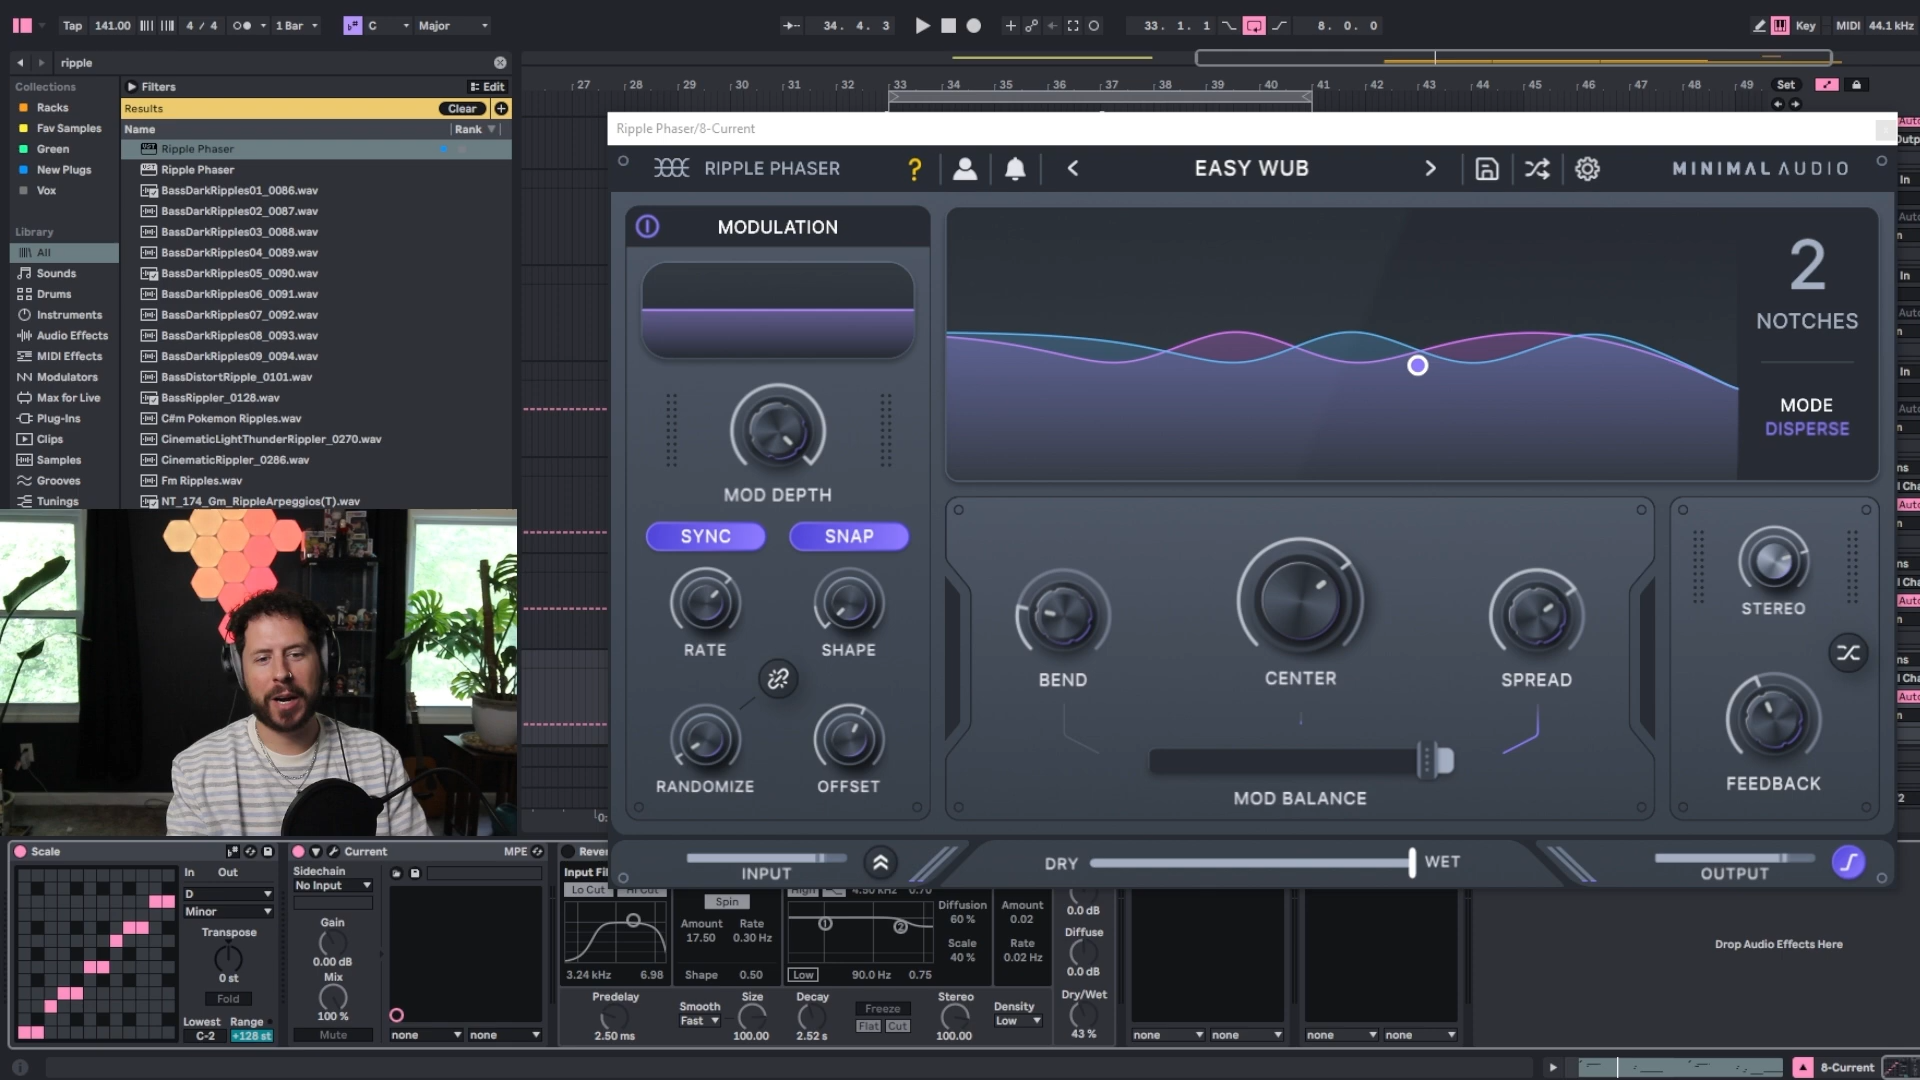 Tap 141.00 4 / 4 1 Bar C Major 34. 4. 3 33. 1. 1 8. 0. 0 Key MIDI 44.1 kHz
ripple
Collections
Racks
Fav Samples
Green
New Plugs
Vox
Library
All
Sounds
Drums
Instruments
Audio Effects
MIDI Effects
Modulators
Max for Live
Plug-Ins
Clips
Samples
Grooves
Tunings
Filters Edit
Results Clear
Name Rank
Ripple Phaser
Ripple Phaser
BassDarkRipples01_0086.wav
BassDarkRipples02_0087.wav
BassDarkRipples03_0088.wav
BassDarkRipples04_0089.wav
BassDarkRipples05_0090.wav
BassDarkRipples06_0091.wav
BassDarkRipples07_0092.wav
BassDarkRipples08_0093.wav
BassDarkRipples09_0094.wav
BassDistortRipple_0101.wav
BassRippler_0128.wav
C#m Pokemon Ripples.wav
CinematicLightThunderRippler_0270.wav
CinematicRippler_0286.wav
Fm Ripples.wav
NT_174_Gm_RippleArpeggios(T).wav
27 28 29 30 31 32 33 34 35 36 37 38 39 40 41 42 43 44 45 46 47 48 49 Set
Ripple Phaser/8-Current
RIPPLE PHASER ? EASY WUB MINIMAL AUDIO
MODULATION
MOD DEPTH
SYNC SNAP
RATE SHAPE
RANDOMIZE OFFSET
2
NOTCHES
MODE
DISPERSE
BEND CENTER SPREAD
MOD BALANCE
STEREO
FEEDBACK
INPUT DRY WET OUTPUT
Scale
In Out
D
Minor
Transpose
0 st
Fold
Lowest Range
C-2 +128 st
Current MPE
Sidechain
No Input
Gain
0.00 dB
Mix
100 %
Mute
none none
Input Fil
Lo Cut
3.24 kHz 6.98
Predelay
2.50 ms
Spin
Amount Rate
17.50 0.30 Hz
Shape 0.50
Smooth
Fast
Size
100.00
Decay
2.52 s
High 4.50 kHz 0.70
Low 90.0 Hz 0.75
Freeze
Flat Cut
Diffusion
60 %
Scale
40 %
Stereo
100.00
Amount
0.02
Rate
0.02 Hz
Density
Low
0.0 dB
Diffuse
0.0 dB
Dry/Wet
43 %
none none
none none
Drop Audio Effects Here
8-Current